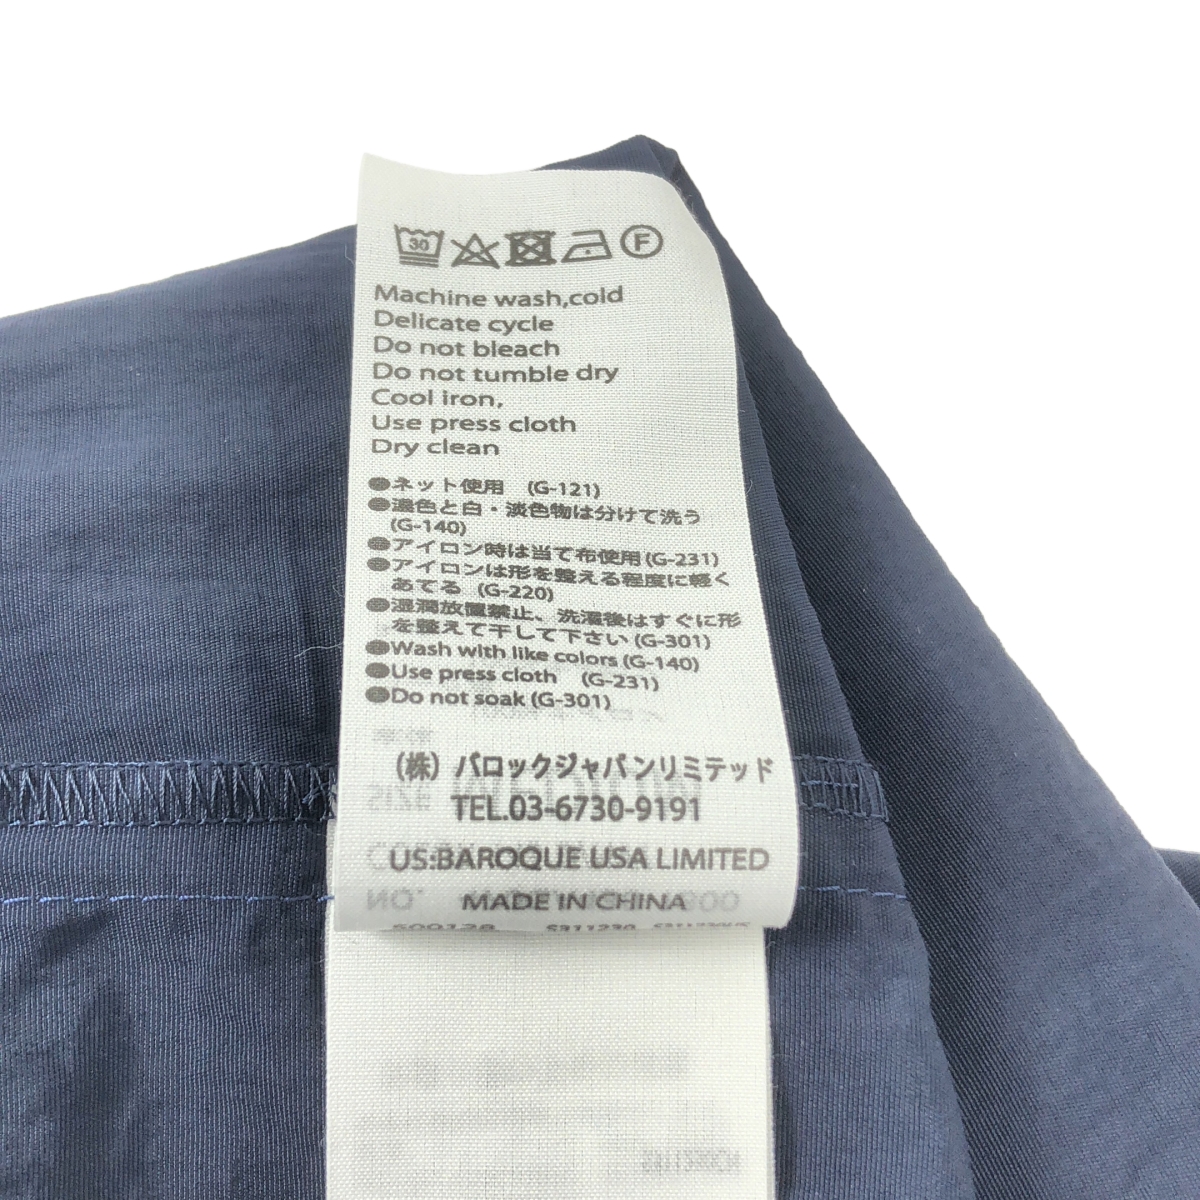 30 F
Machine wash,cold
Delicate cycle
Do not bleach
Do not tumble dry
Cool iron,
Use press cloth
Dry clean
●ネット使用 (G-121)
●濃色と白・淡色物は分けて洗う
(G-140)
●アイロン時は当て布使用(G-231)
●アイロンは形を整える程度に軽く
あてる (G-220)
●湿潤放置禁止、洗濯後はすぐに形
を整えて干して下さい(G-301)
●Wash with like colors (G-140)
●Use press cloth (G-231)
●Do not soak(G-301)
(株) バロックジャパンリミテッド
TEL.03-6730-9191
US:BAROQUE USA LIMITED
MADE IN CHINA